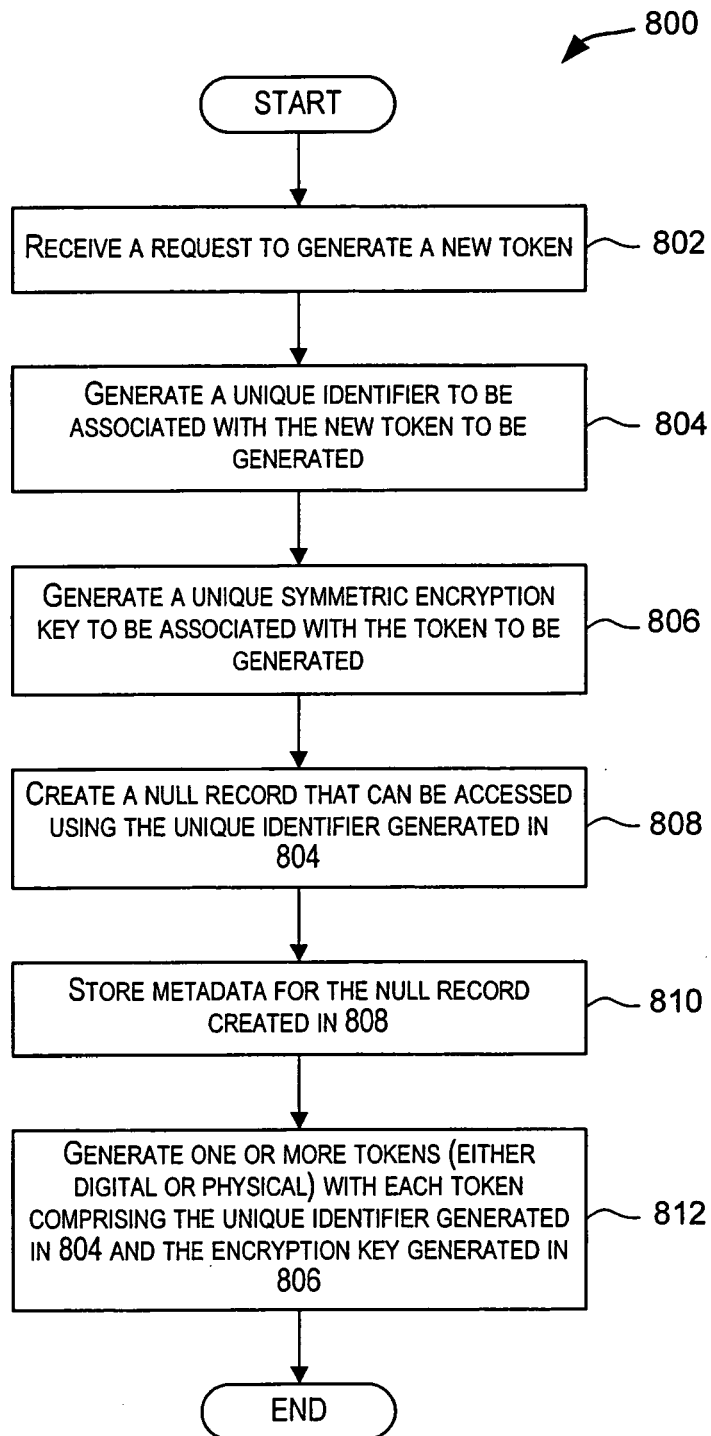 800
START
RECEIVE A REQUEST TO GENERATE A NEW TOKEN
802
GENERATE A UNIQUE IDENTIFIER TO BE
ASSOCIATED WITH THE NEW TOKEN TO BE
GENERATED
804
GENERATE A UNIQUE SYMMETRIC ENCRYPTION
KEY TO BE ASSOCIATED WITH THE TOKEN TO BE
GENERATED
806
CREATE A NULL RECORD THAT CAN BE ACCESSED
USING THE UNIQUE IDENTIFIER GENERATED IN
804
808
STORE METADATA FOR THE NULL RECORD
CREATED IN 808
810
GENERATE ONE OR MORE TOKENS (EITHER
DIGITAL OR PHYSICAL) WITH EACH TOKEN
COMPRISING THE UNIQUE IDENTIFIER GENERATED
IN 804 AND THE ENCRYPTION KEY GENERATED IN
806
812
END